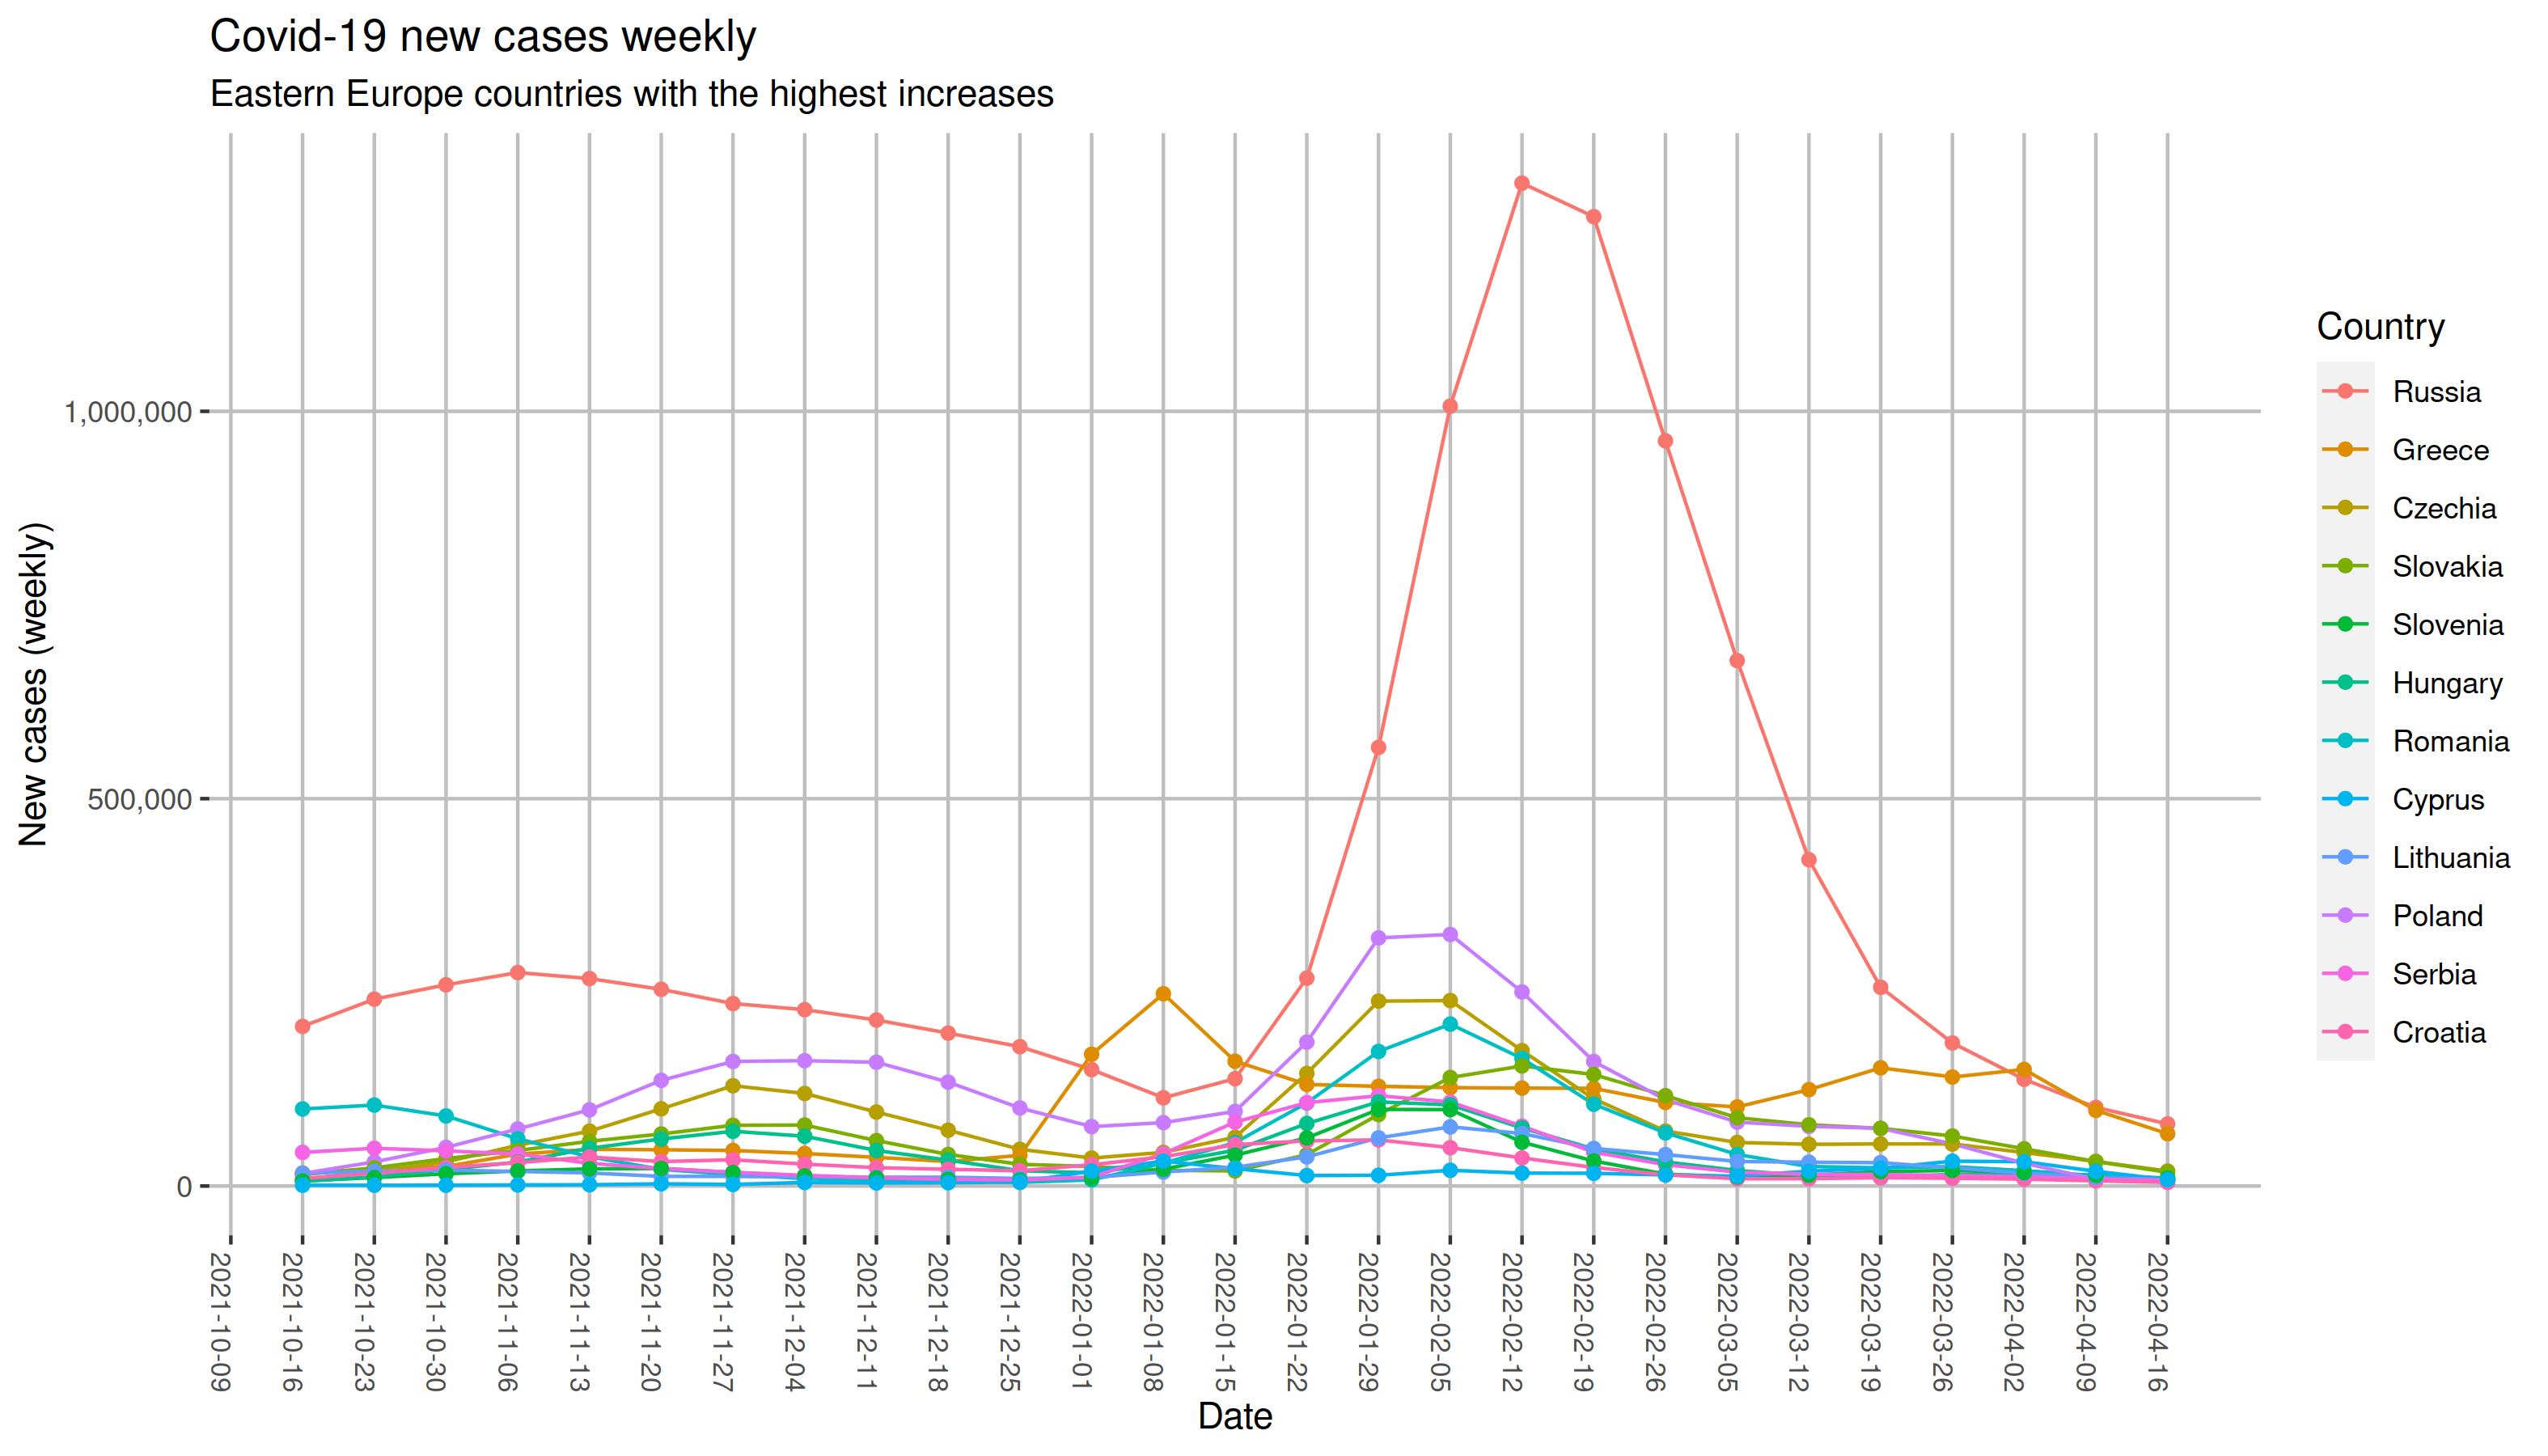 Covid-19 new cases weekly
Eastern Europe countries with the highest increases
New cases (weekly)
1,000,000
500,000
0
2021-10-09
2021-10-16
2021-10-23
2021-10-30
2021-11-06
2021-11-13
2021-11-20
2021-11-27
2021-12-04
2021-12-11
2021-12-18
2021-12-25
2022-01-01
2022-01-08
2022-01-15
2022-01-22
2022-01-29
2022-02-05
2022-02-12
2022-02-19
2022-02-26
2022-03-05
2022-03-12
2022-03-19
2022-03-26
2022-04-02
2022-04-09
2022-04-16
Date
Country
Russia
Greece
Czechia
Slovakia
Slovenia
Hungary
Romania
Cyprus
Lithuania
Poland
Serbia
Croatia